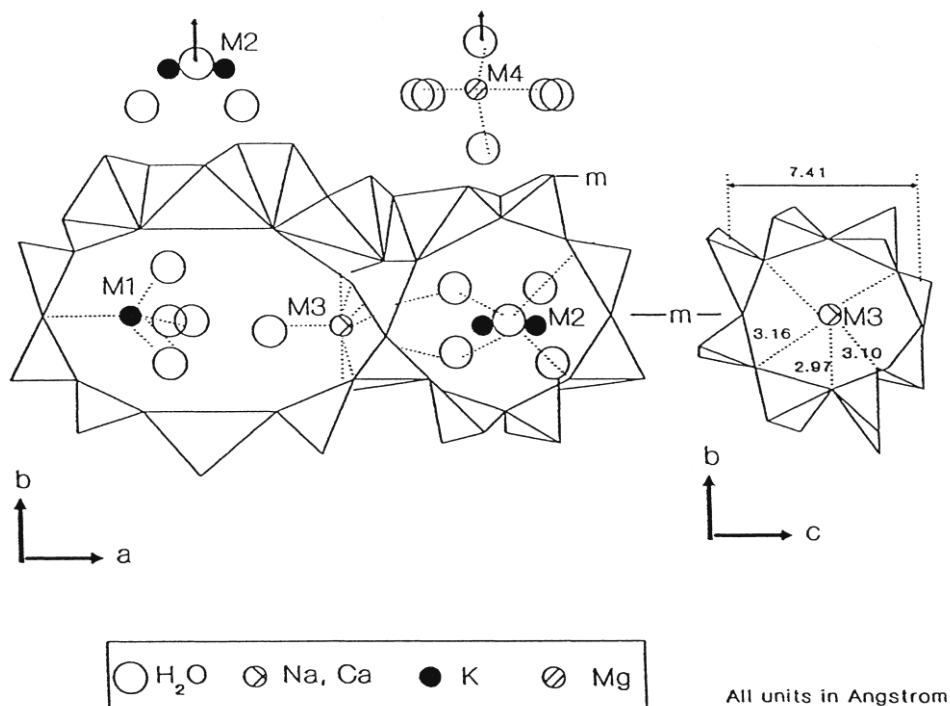 M2
M4
m
7.41
M1
M3
M2
m
M3
3.16
2.97
3.10
b
a
b
c
H₂O
Na, Ca
K
Mg
All units in Angstrom